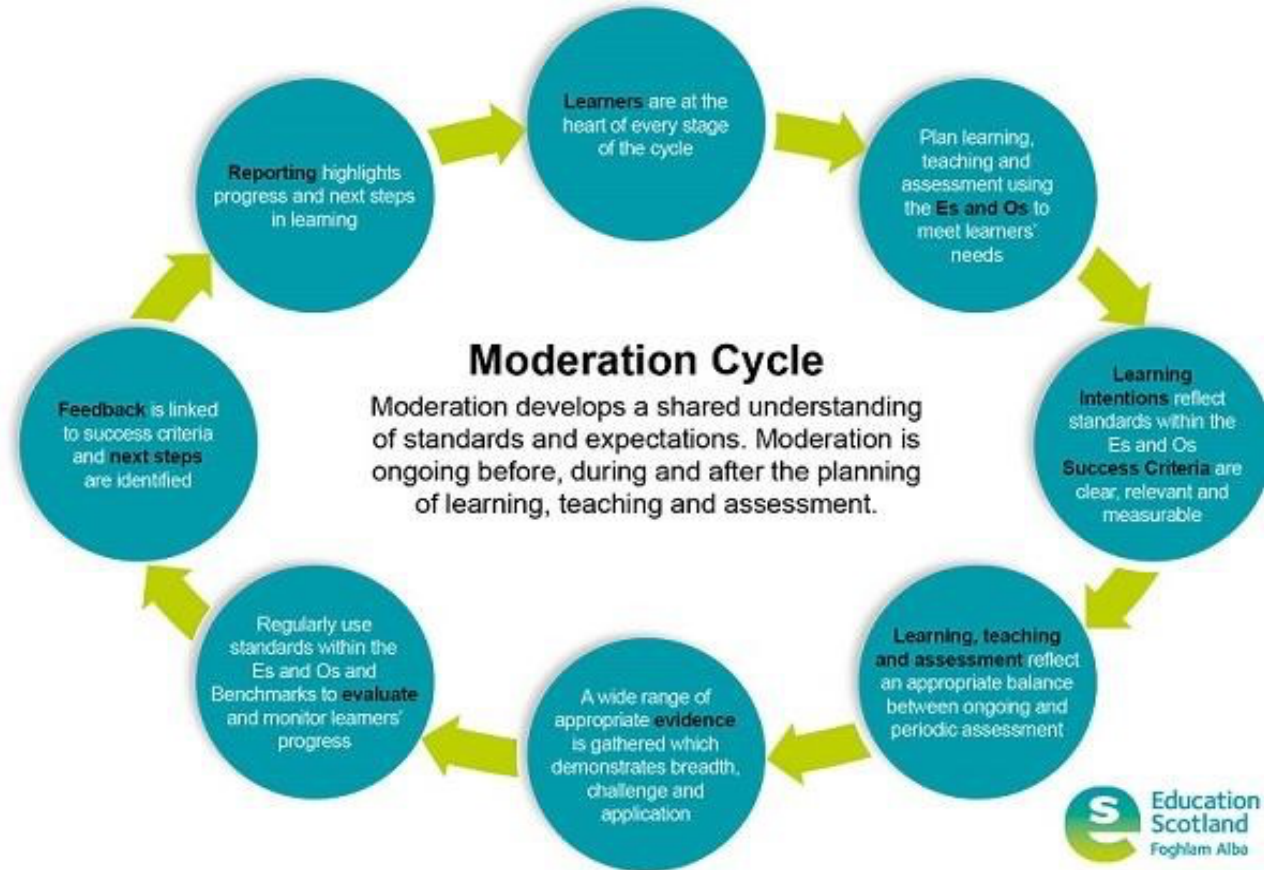 Learners are at the
heart of every stage
of the cycle
Plan learning,
teaching and
assessment using
the Es and Os to
meet learners'
needs
Learning
Intentions reflect
standards within the
Es and Os
Success Criteria are
clear, relevant and
measurable
Learning, teaching
and assessment reflect
an appropriate balance
between ongoing and
periodic assessment
A wide range of
appropriate evidence
is gathered which
demonstrates breadth,
challenge and
application
Regularly use
standards within the
Es and Os and
Benchmarks to evaluate
and monitor learners'
progress
Feedback is linked
to success criteria
and next steps
are identified
Reporting highlights
progress and next steps
in learning
Moderation Cycle
Moderation develops a shared understanding
of standards and expectations. Moderation is
ongoing before, during and after the planning
of learning, teaching and assessment.
Education
Scotland
Foghlam Alba